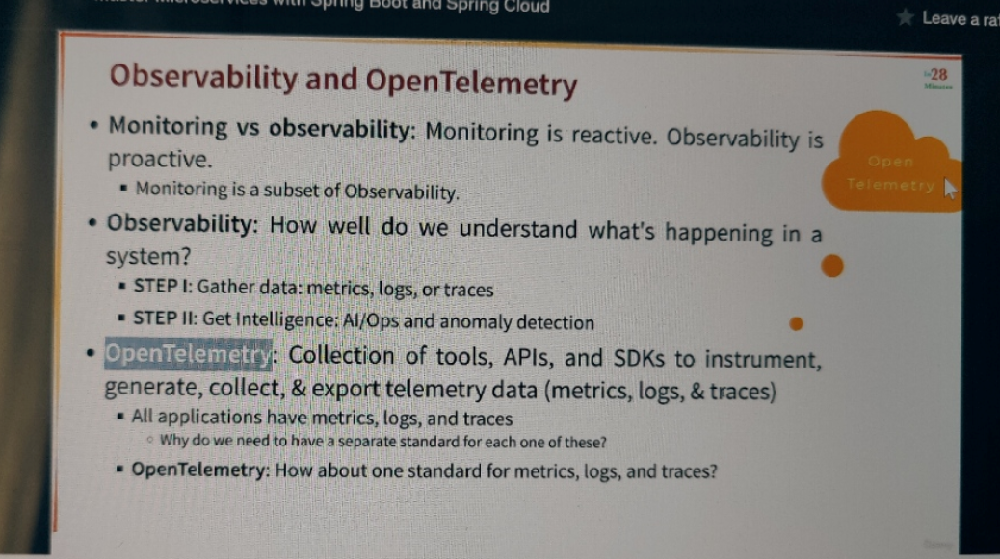 Master Microservices with Spring Boot and Spring Cloud
Leave a ra
Observability and OpenTelemetry
in 28
Minutes
• Monitoring vs observability: Monitoring is reactive. Observability is
proactive.
▪ Monitoring is a subset of Observability.
Open
Telemetry
• Observability: How well do we understand what's happening in a
system?
▪ STEP I: Gather data: metrics, logs, or traces
▪ STEP II: Get Intelligence: AI/Ops and anomaly detection
• OpenTelemetry: Collection of tools, APIs, and SDKs to instrument,
generate, collect, & export telemetry data (metrics, logs, & traces)
▪ All applications have metrics, logs, and traces
◦ Why do we need to have a separate standard for each one of these?
▪ OpenTelemetry: How about one standard for metrics, logs, and traces?